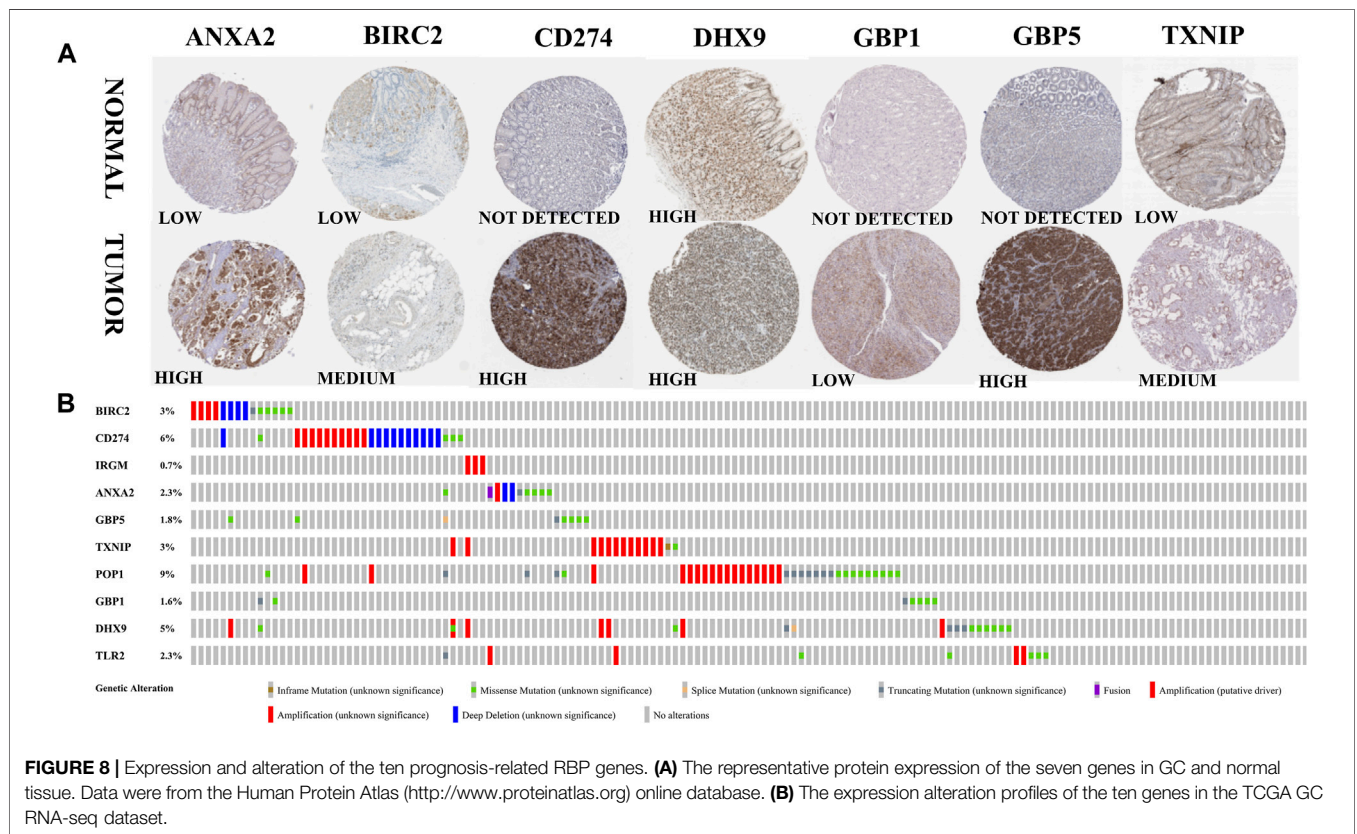 ANXA2 BIRC2 CD274 DHX9 GBP1 GBP5 TXNIP
A
NORMAL
LOW LOW NOT DETECTED HIGH NOT DETECTED NOT DETECTED LOW
TUMOR
HIGH MEDIUM HIGH HIGH LOW HIGH MEDIUM
B
BIRC2 3%
CD274 6%
IRGM 0.7%
ANXA2 2.3%
GBP5 1.8%
TXNIP 3%
POP1 9%
GBP1 1.6%
DHX9 5%
TLR2 2.3%
Genetic Alteration Inframe Mutation (unknown significance) Missense Mutation (unknown significance) Splice Mutation (unknown significance) Truncating Mutation (unknown significance) Fusion Amplification (putative driver)
Amplification (unknown significance) Deep Deletion (unknown significance) No alterations
FIGURE 8 | Expression and alteration of the ten prognosis-related RBP genes. (A) The representative protein expression of the seven genes in GC and normal
tissue. Data were from the Human Protein Atlas (http://www.proteinatlas.org) online database. (B) The expression alteration profiles of the ten genes in the TCGA GC
RNA-seq dataset.